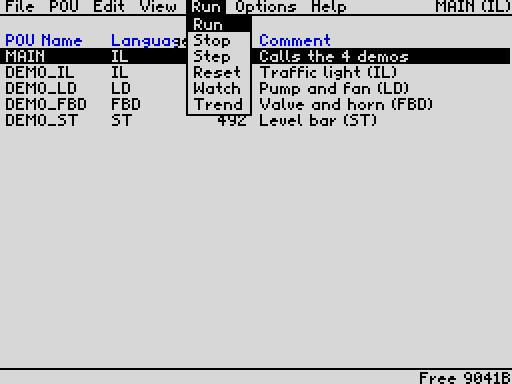 File POU Edit View Run Options Help MAIN (IL)
Run
POU Name Language Stop Comment
MAIN IL Step Calls the 4 demos
DEMO_IL IL Reset Traffic light (IL)
DEMO_LD LD Watch Pump and fan (LD)
DEMO_FBD FBD Trend Valve and horn (FBD)
DEMO_ST ST 492 Level bar (ST)
Free 9041B